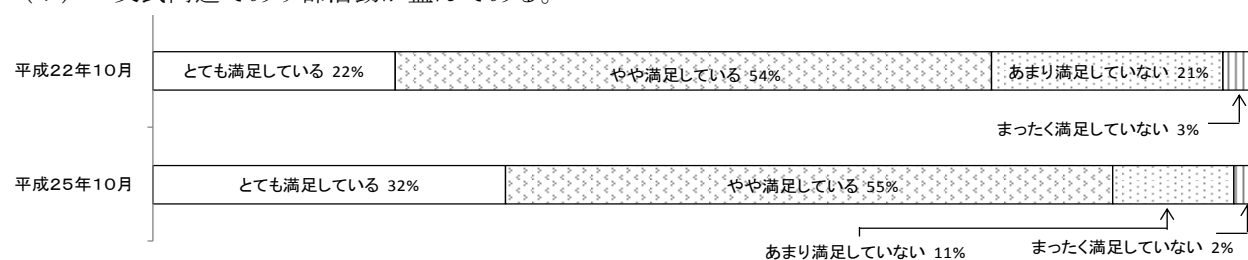 平成22年10月 とても満足している 22% やや満足している 54% あまり満足していない 21%
まったく満足していない 3%
平成25年10月 とても満足している 32% やや満足している 55%
あまり満足していない 11% まったく満足していない 2%